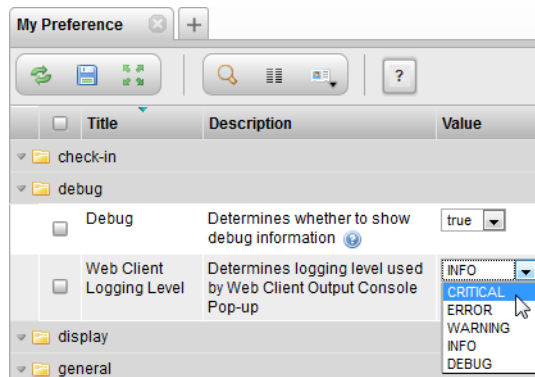 My Preference
+
?
Title Description Value
check-in
debug
Debug Determines whether to show true
debug information ?
Web Client Determines logging level used INFO
Logging Level by Web Client Output Console
Pop-up
CRITICAL
ERROR
WARNING
INFO
DEBUG
display
general